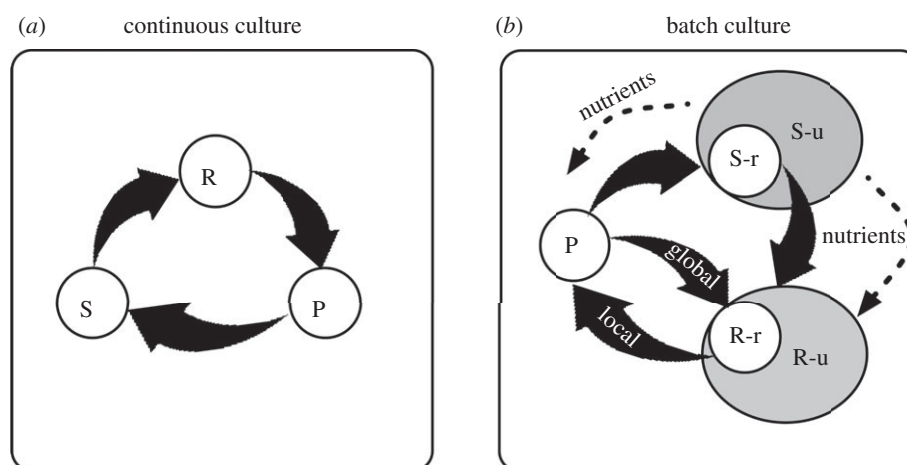 (a) continuous culture
R
S
P
(b) batch culture
nutrients
S-u
S-r
nutrients
P
global
local
R-r
R-u